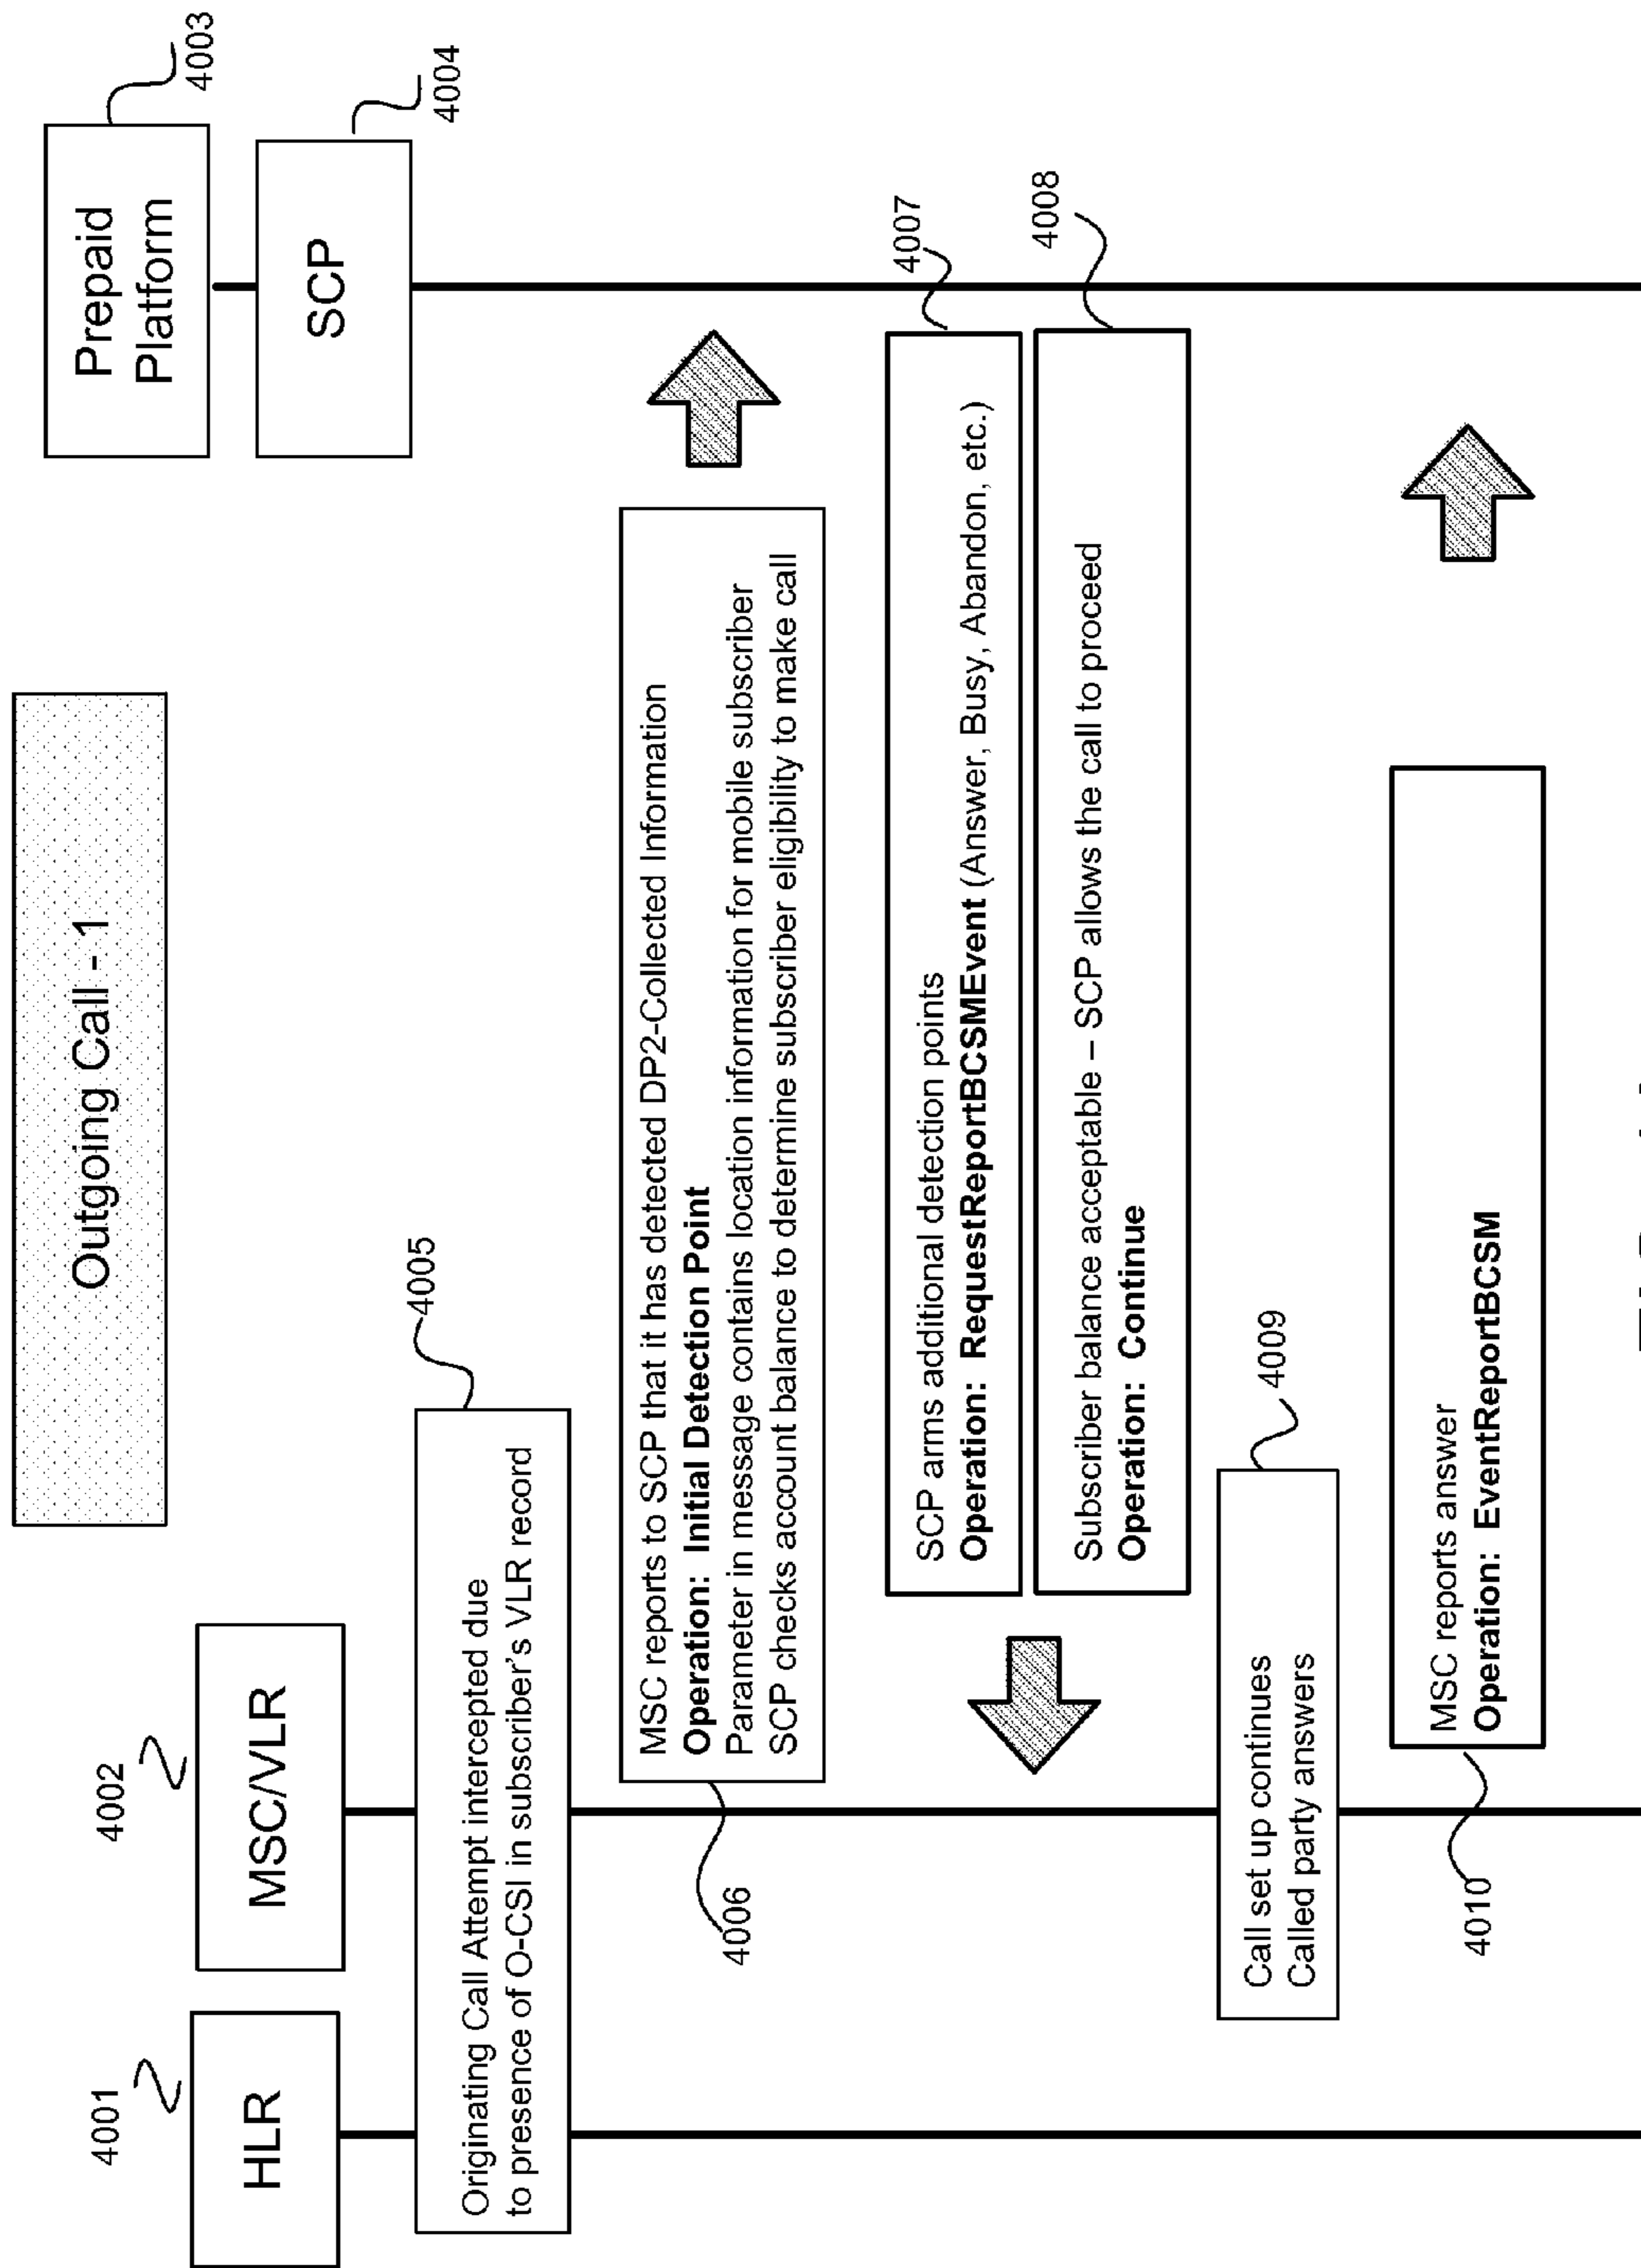 Outgoing Call - 1
4001
4002
4003
HLR
MSC/VLR
Prepaid
Platform
SCP
4004
4005
Originating Call Attempt intercepted due
to presence of O-CSI in subscriber's VLR record
4006
MSC reports to SCP that it has detected DP2-Collected Information
Operation: Initial Detection Point
Parameter in message contains location information for mobile subscriber
SCP checks account balance to determine subscriber eligibility to make call
4007
SCP arms additional detection points
Operation: RequestReportBCSMEvent (Answer, Busy, Abandon, etc.)
4008
Subscriber balance acceptable – SCP allows the call to proceed
Operation: Continue
4009
Call set up continues
Called party answers
4010
MSC reports answer
Operation: EventReportBCSM